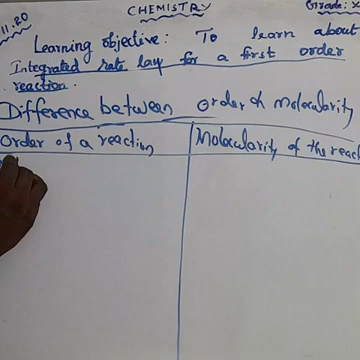 11.20
CHEMISTRY
Grade: x
Learning objective: To learn about
Integrated rate law for a first order
reaction.
Difference between order & molecularity
Order of a reaction
Molecularity of the reac